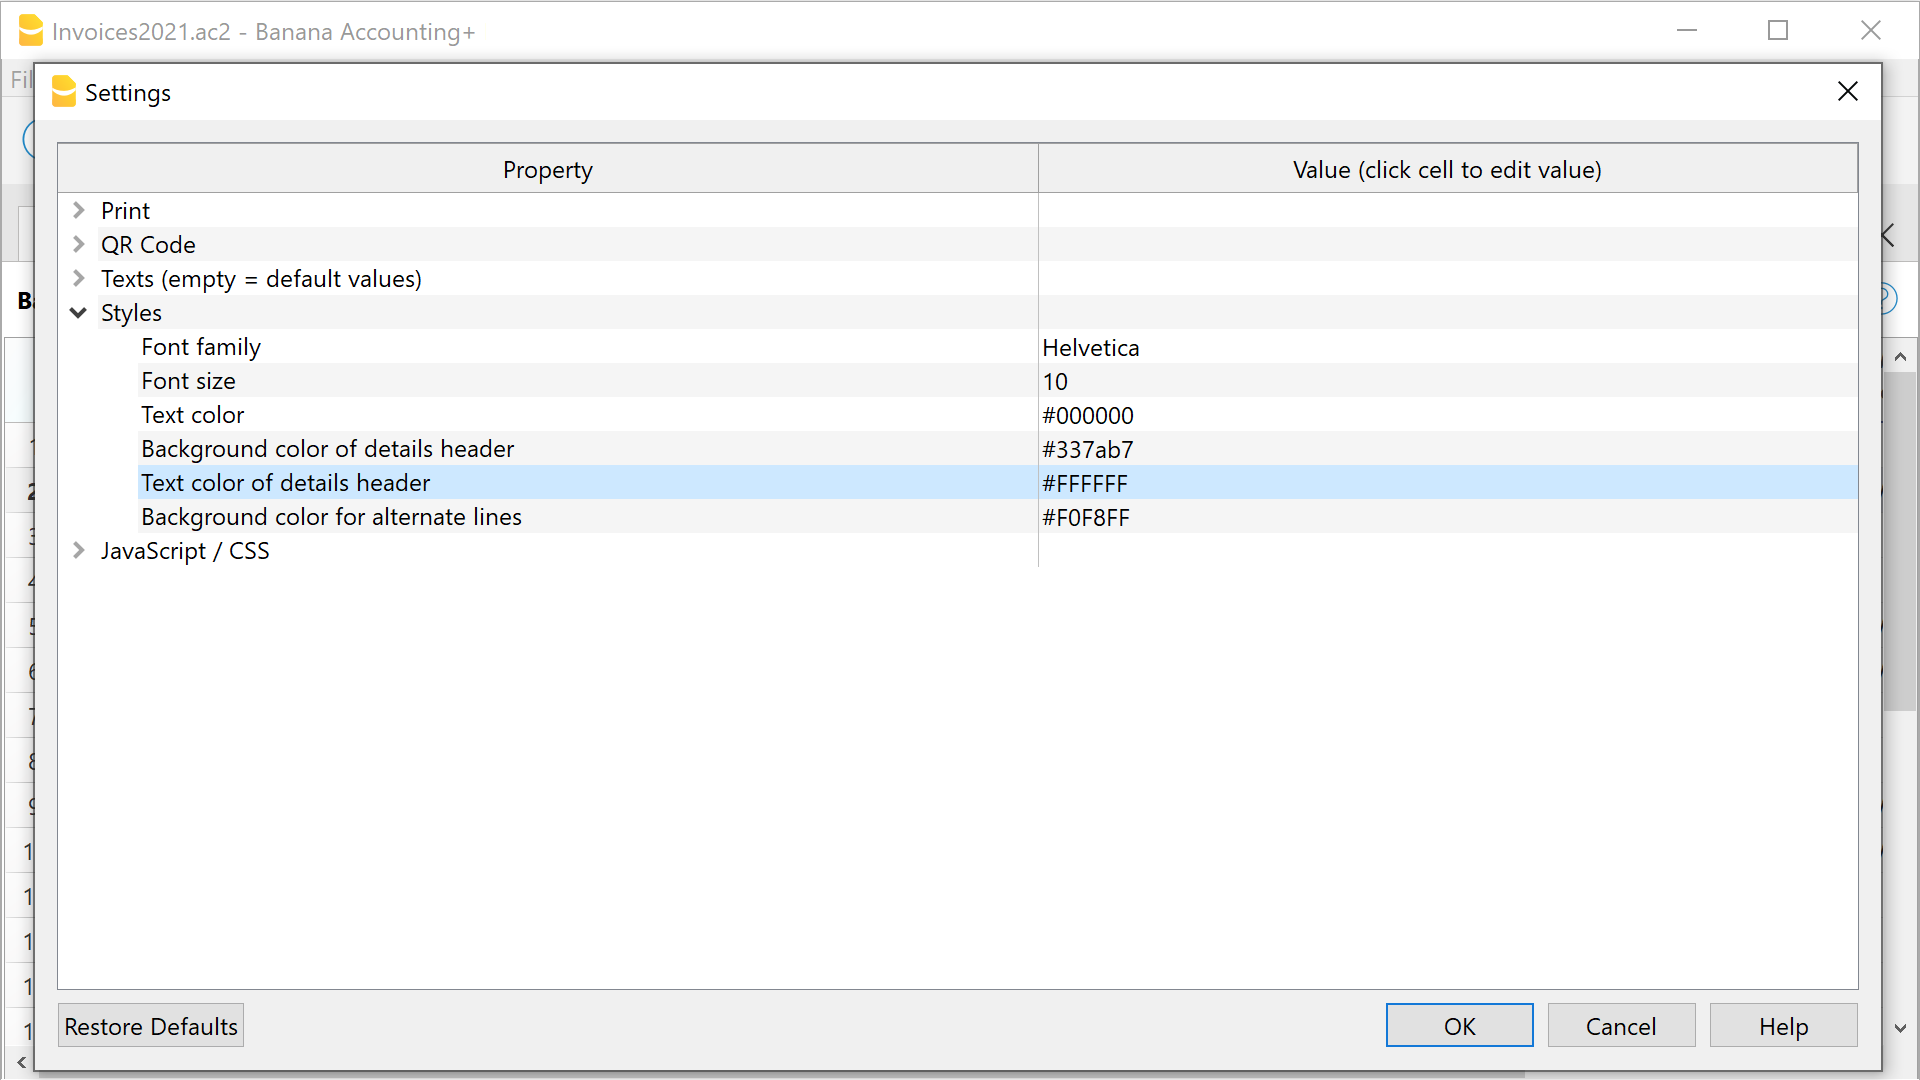 Invoices2021.ac2 - Banana Accounting+
Settings
Property Value (click cell to edit value)
Print
QR Code
Texts (empty = default values)
Styles
Font family Helvetica
Font size 10
Text color #000000
Background color of details header #337ab7
Text color of details header #FFFFFF
Background color for alternate lines #F0F8FF
JavaScript / CSS
Restore Defaults OK Cancel Help